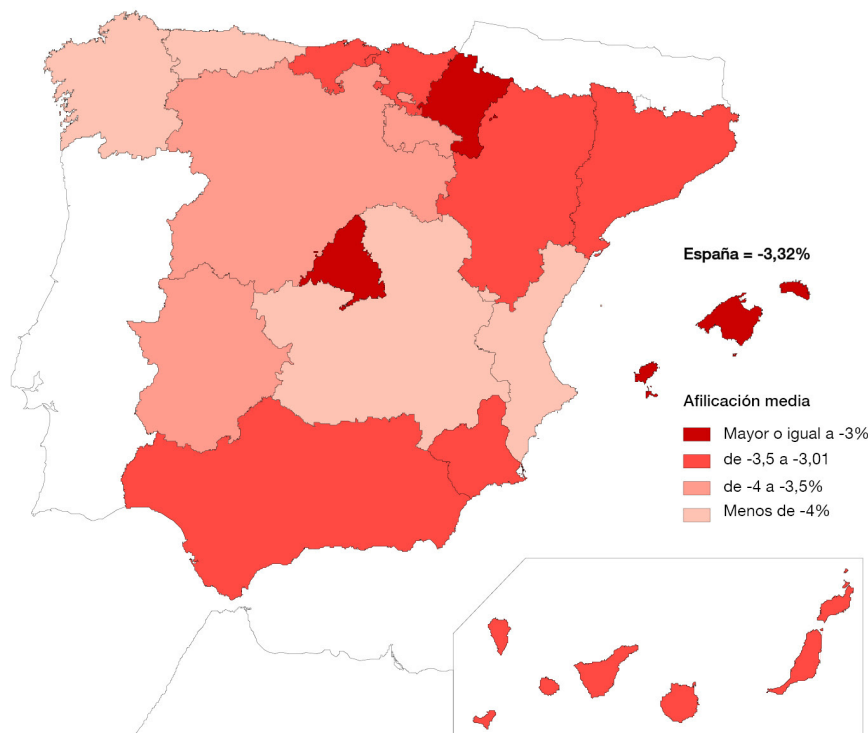 España = -3,32%
Afilicación media
Mayor o igual a -3%
de -3,5 a -3,01
de -4 a -3,5%
Menos de -4%